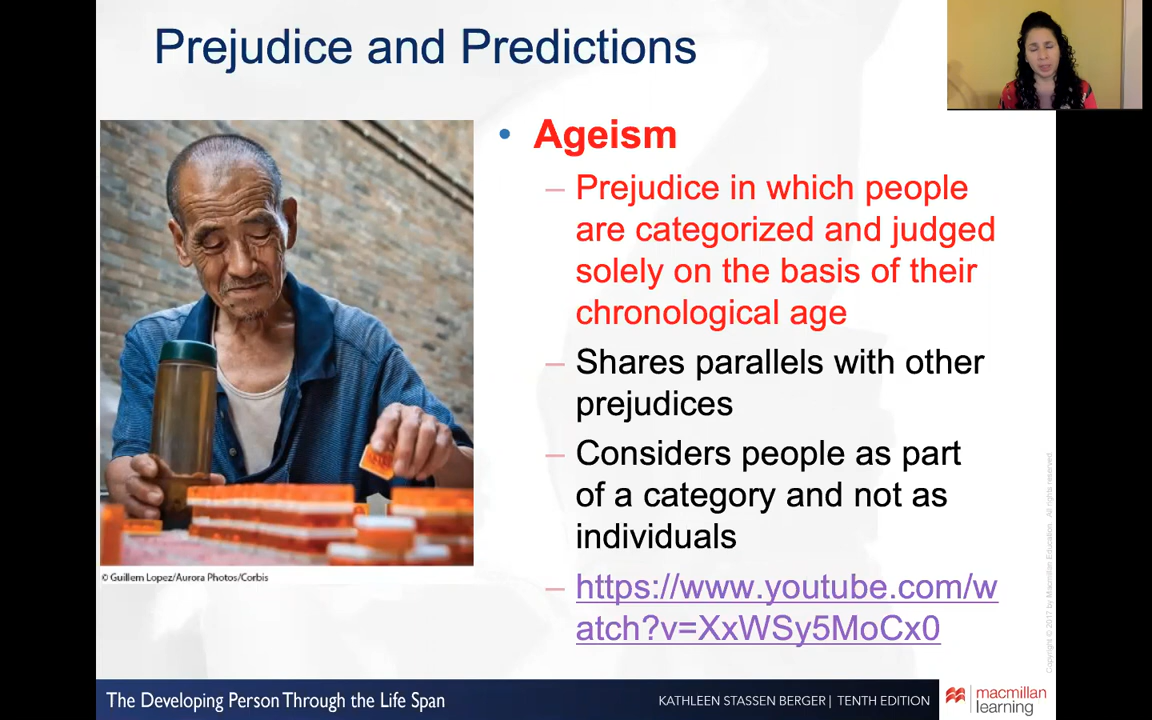 Prejudice and Predictions
• Ageism
– Prejudice in which people
are categorized and judged
solely on the basis of their
chronological age
– Shares parallels with other
prejudices
– Considers people as part
of a category and not as
individuals
– https://www.youtube.com/w
atch?v=XxWSy5MoCx0
© Guillem Lopez/Aurora Photos/Corbis
Copyright © 2017 by Macmillan Education. All rights reserved
The Developing Person Through the Life Span
KATHLEEN STASSEN BERGER | TENTH EDITION
macmillan
learning